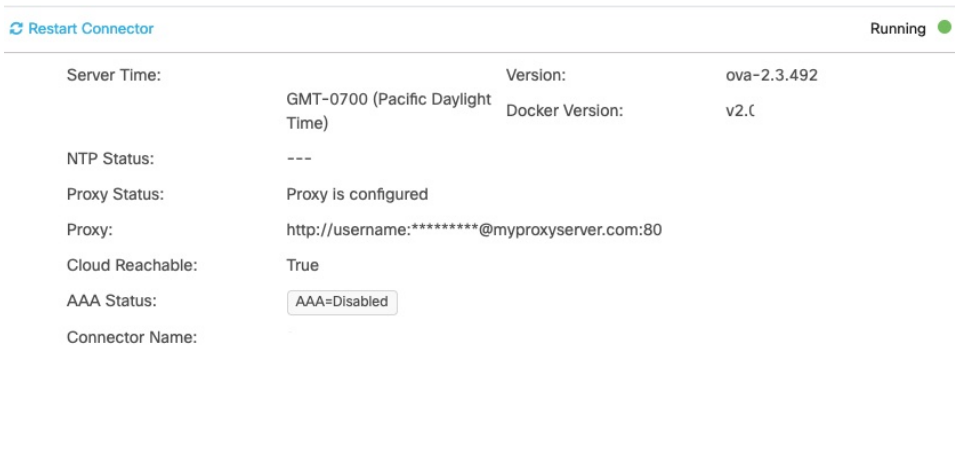 Restart Connector
Running
Server Time:
GMT-0700 (Pacific Daylight
Time)
Version:
ova-2.3.492
Docker Version:
NTP Status:
---
Proxy Status:
Proxy is configured
Proxy:
http://username:*********@myproxyserver.com:80
Cloud Reachable:
True
AAA Status:
AAA=Disabled
Connector Name: